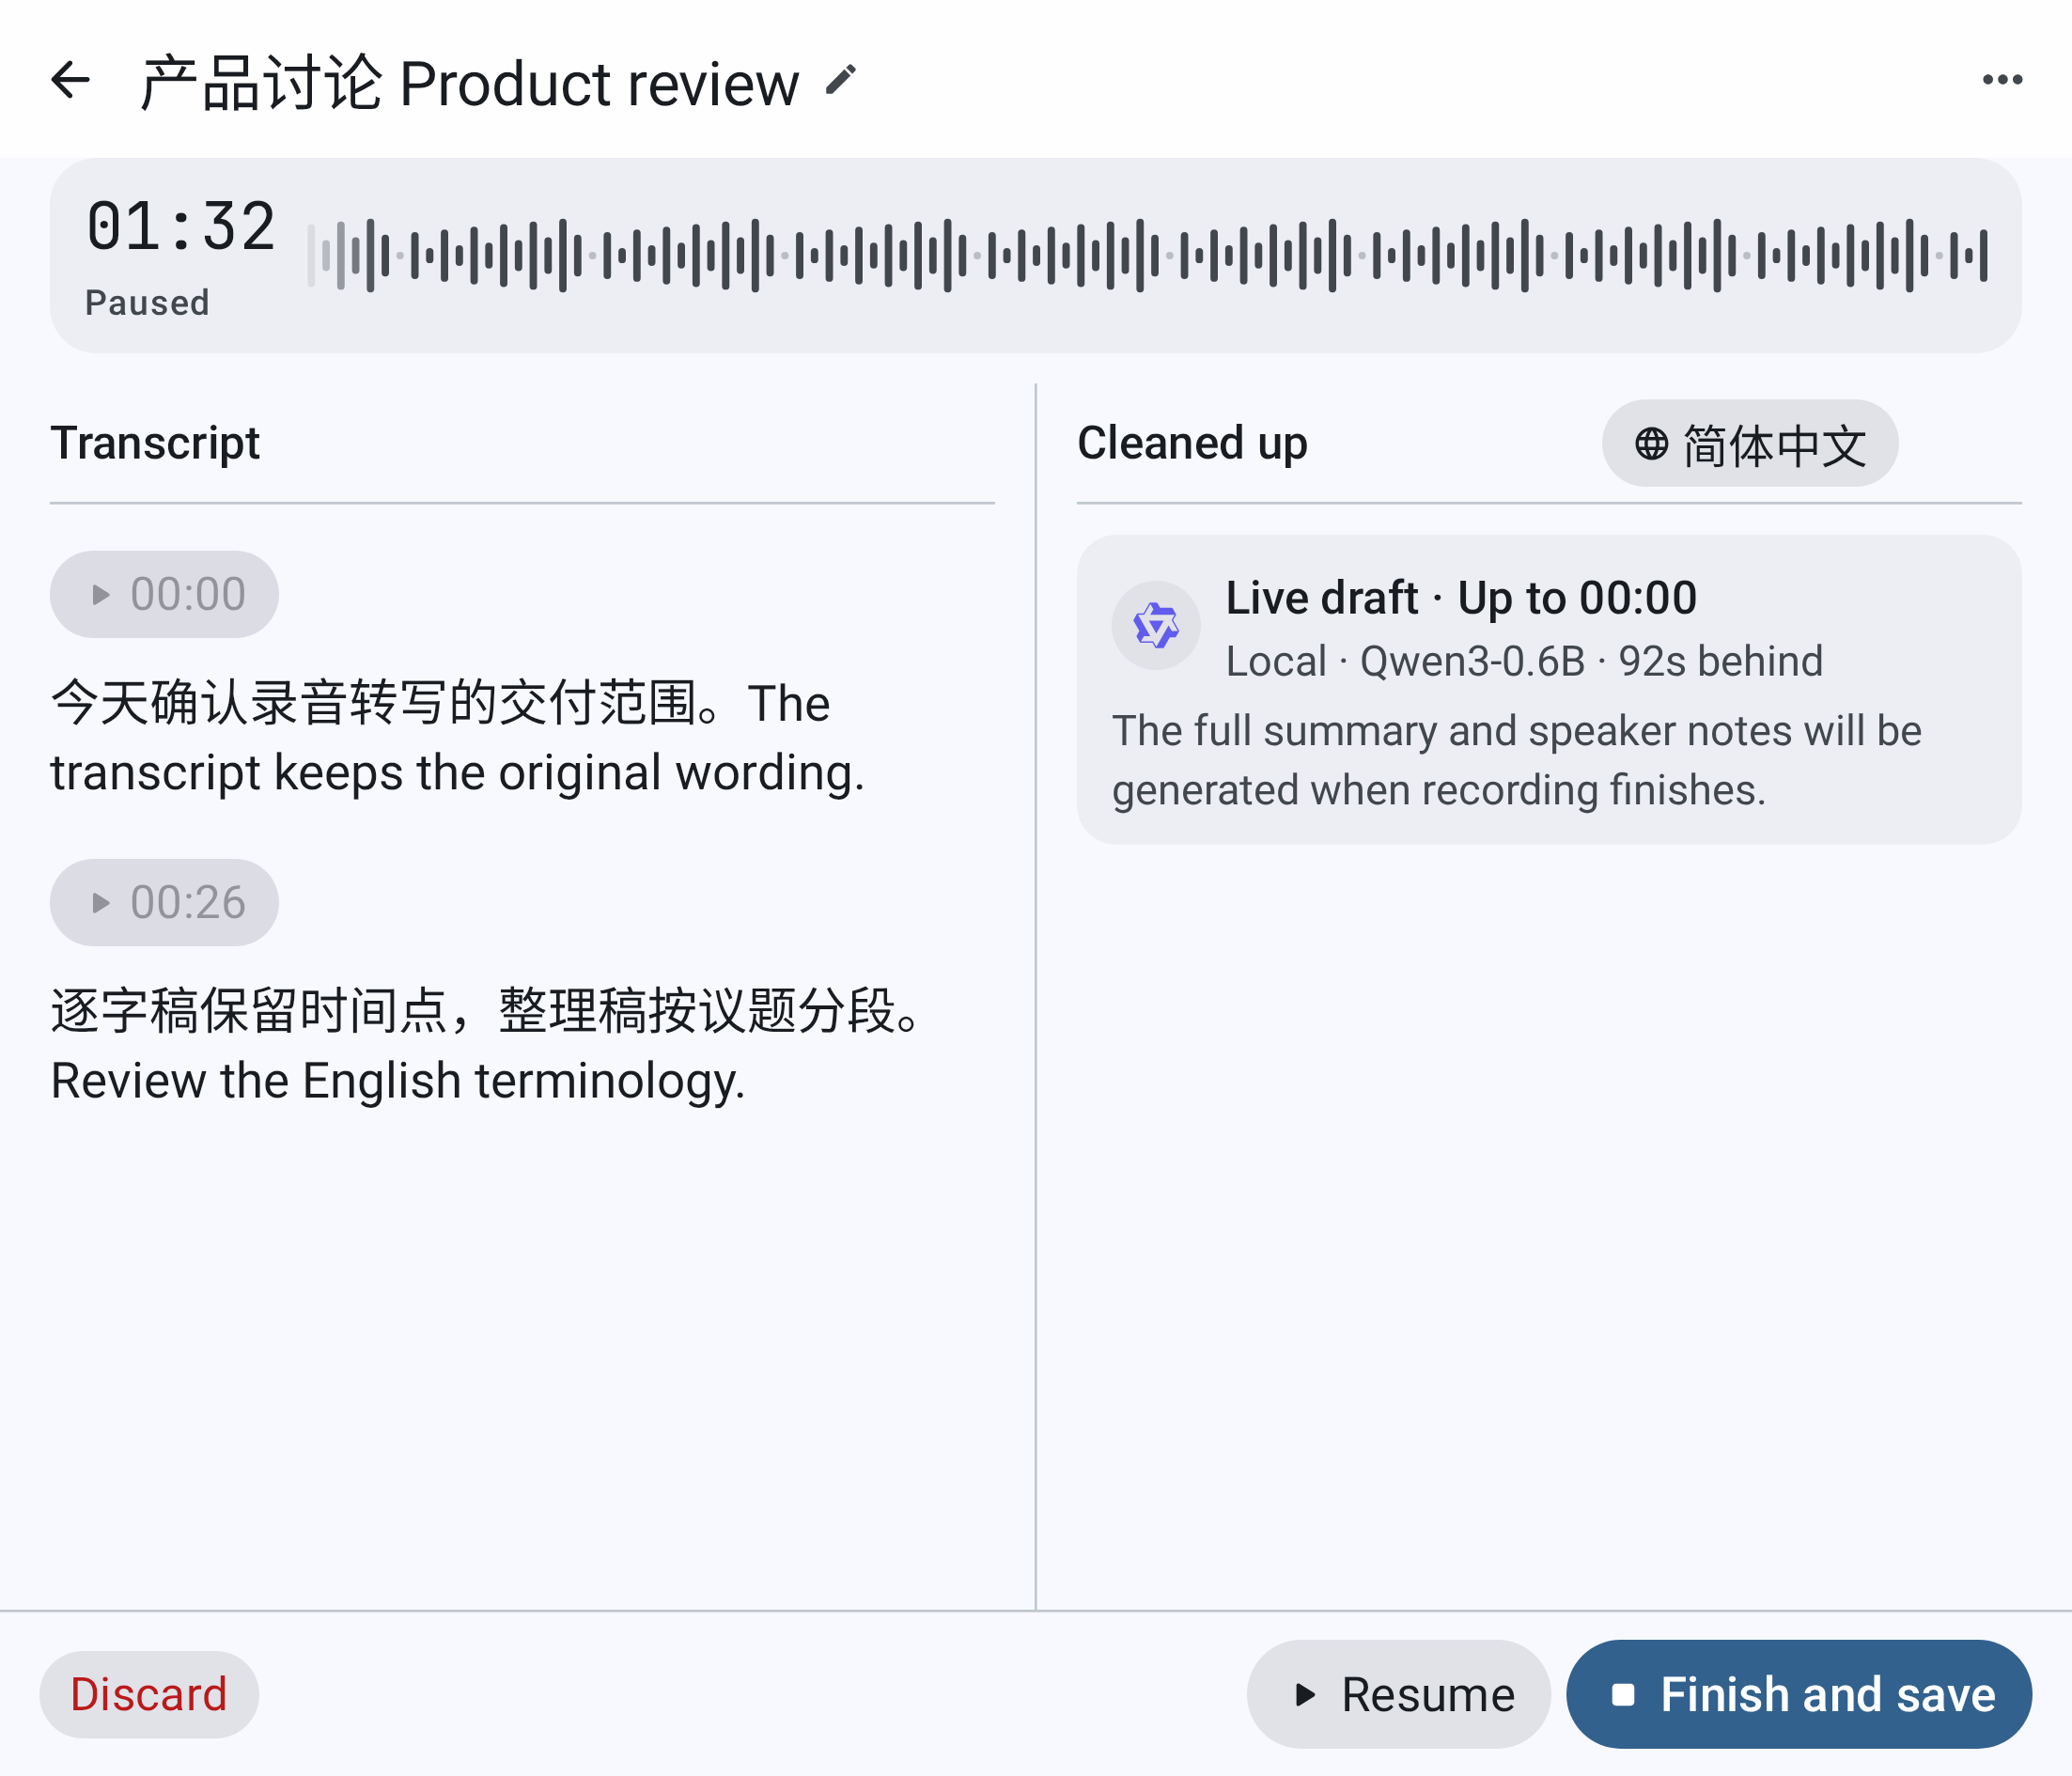 产品讨论 Product review
01:32
Paused
Transcript
00:00
今天确认录音转写的交付范围。The
transcript keeps the original wording.
00:26
逐字稿保留时间点，整理稿按议题分段。
Review the English terminology.
Cleaned up
简体中文
Live draft · Up to 00:00
Local · Qwen3-0.6B · 92s behind
The full summary and speaker notes will be
generated when recording finishes.
Discard
Resume
Finish and save